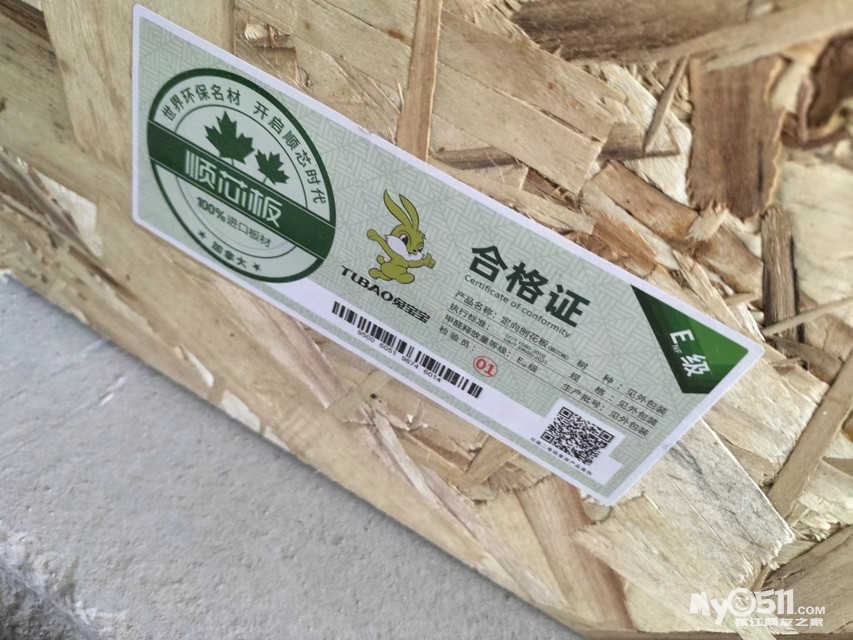 世界环保名材 开启顺芯时代
顺芯板
100%进口板材
★ 加拿大 ★
TUBAO兔宝宝
合格证
Certificate of conformity
产品名称：定向刨花板
执行标准：
甲醛释放量等级：ENF级
检验员： 01
树 种：见外包装
规 格：见外包装
生产批号：见外包装
ENF级
My0511.COM